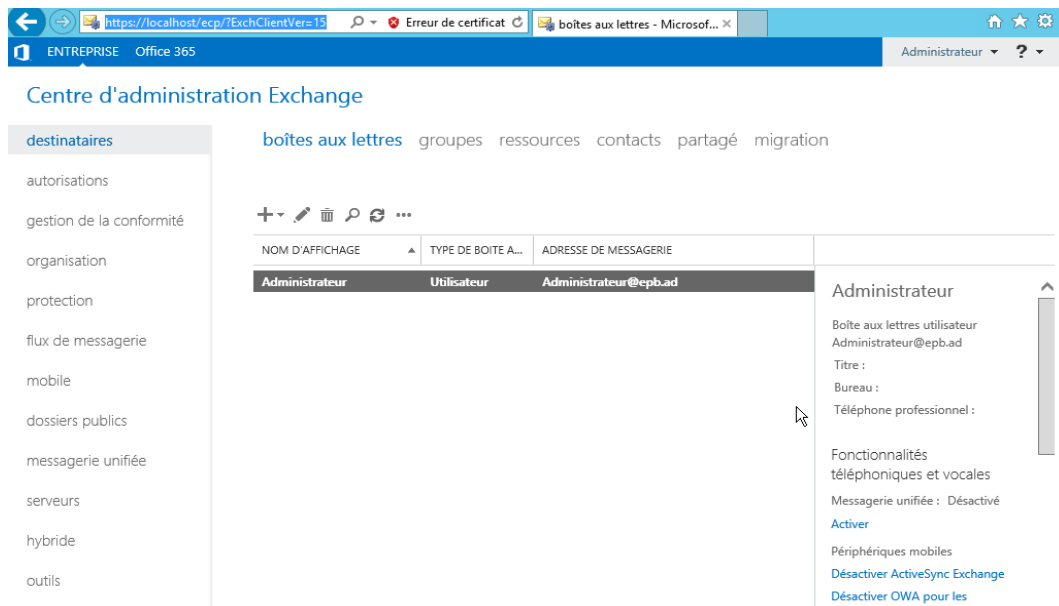 https://localhost/ecp/?ExchClientVer=15
Erreur de certificat
boîtes aux lettres - Microsof...
ENTREPRISE Office 365
Administrateur ?
Centre d'administration Exchange
destinataires
autorisations
gestion de la conformité
organisation
protection
flux de messagerie
mobile
dossiers publics
messagerie unifiée
serveurs
hybride
outils
boîtes aux lettres groupes ressources contacts partagé migration
NOM D'AFFICHAGE TYPE DE BOITE A... ADRESSE DE MESSAGERIE
Administrateur Utilisateur Administrateur@epb.ad
Administrateur
Boîte aux lettres utilisateur
Administrateur@epb.ad
Titre :
Bureau :
Téléphone professionnel :
Fonctionnalités
téléphoniques et vocales
Messagerie unifiée : Désactivé
Activer
Périphériques mobiles
Désactiver ActiveSync Exchange
Désactiver OWA pour les